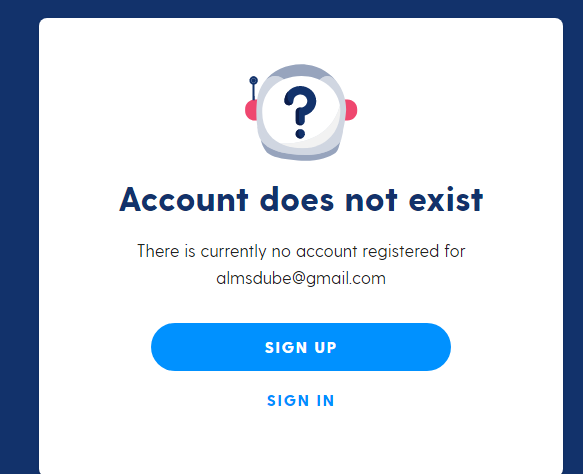 ?
Account does not exist
There is currently no account registered for
almsdube@gmail.com
SIGN UP
SIGN IN